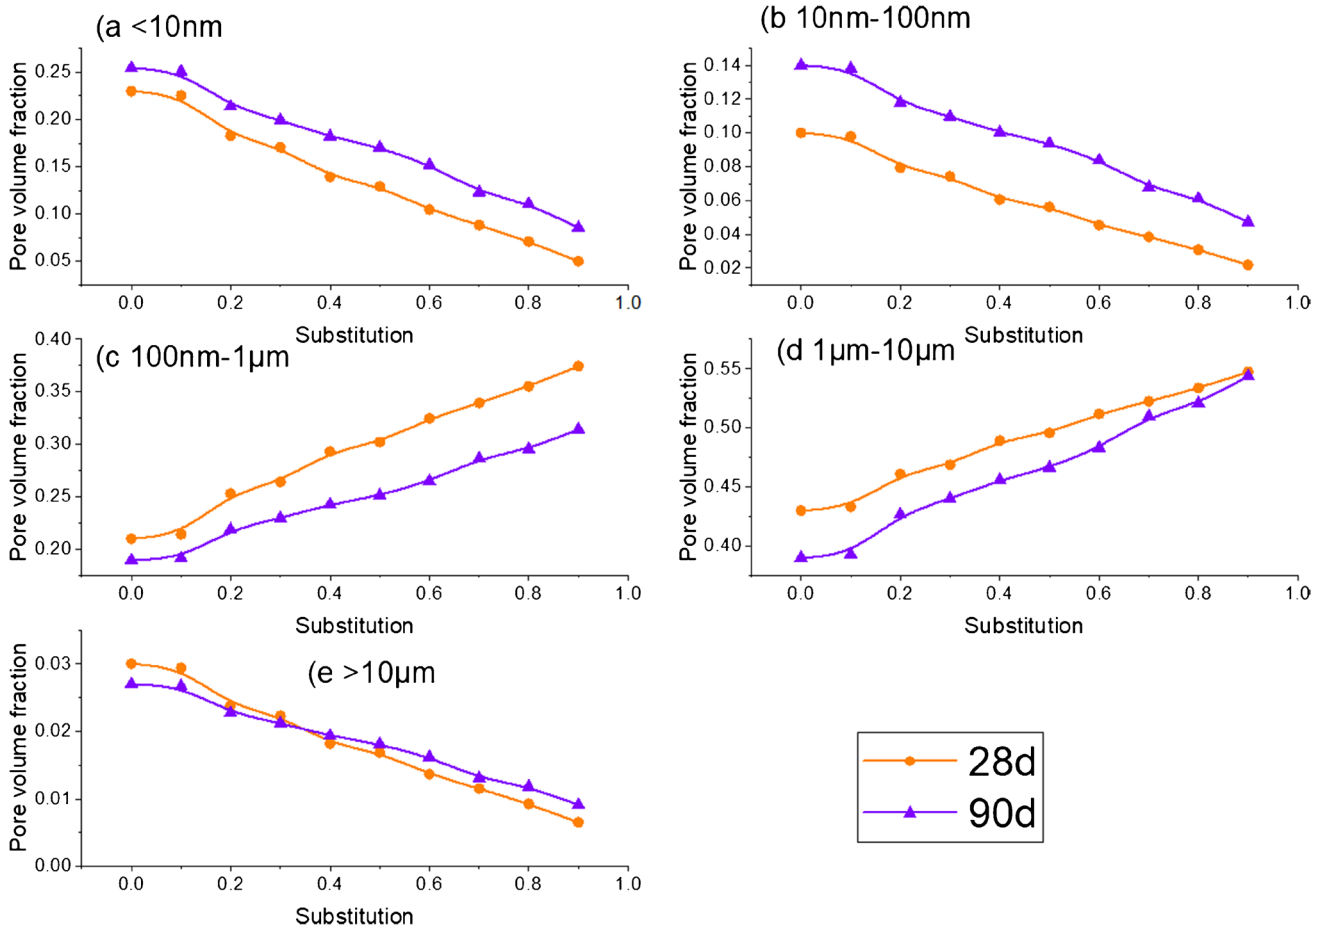 (a <10nm
Pore volume fraction
0.25
0.20
0.15
0.10
0.05
0.0 0.2 0.4 0.6 0.8 1.0
Substitution
(b 10nm-100nm
Pore volume fraction
0.14
0.12
0.10
0.08
0.06
0.04
0.02
0.0 0.2 0.4 0.6 0.8 1.0
Substitution
(c 100nm-1μm
Pore volume fraction
0.40
0.35
0.30
0.25
0.20
0.0 0.2 0.4 0.6 0.8 1.0
Substitution
(d 1μm-10μm
Pore volume fraction
0.55
0.50
0.45
0.40
0.0 0.2 0.4 0.6 0.8 1.0
Substitution
(e >10μm
Pore volume fraction
0.03
0.02
0.01
0.00
0.0 0.2 0.4 0.6 0.8 1.0
Substitution
28d
90d